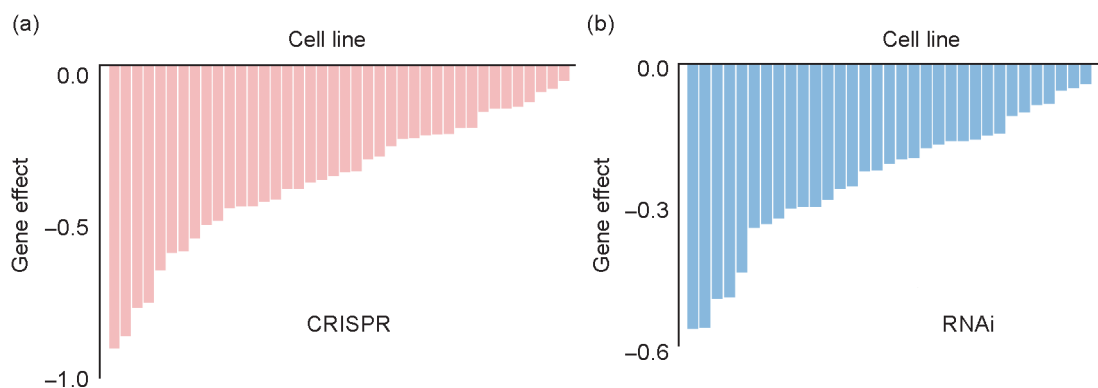 (a)
Cell line
0.0
–0.5
–1.0
Gene effect
CRISPR
(b)
Cell line
0.0
–0.3
–0.6
Gene effect
RNAi